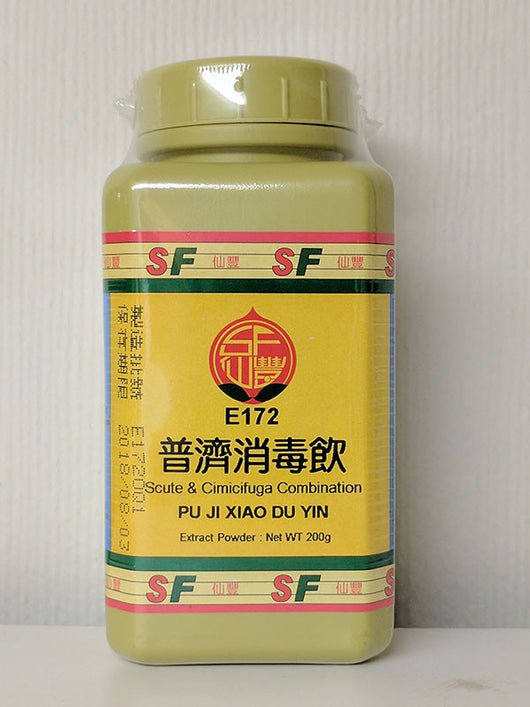 SF 仙豐 SF 仙豐 S
製造批號 E172001
保存期限 2018/08/03
E172
普濟消毒飲
Scute & Cimicifuga Combination
PU JI XIAO DU YIN
Extract Powder : Net WT 200g
SF 仙豐 SF 仙豐 S